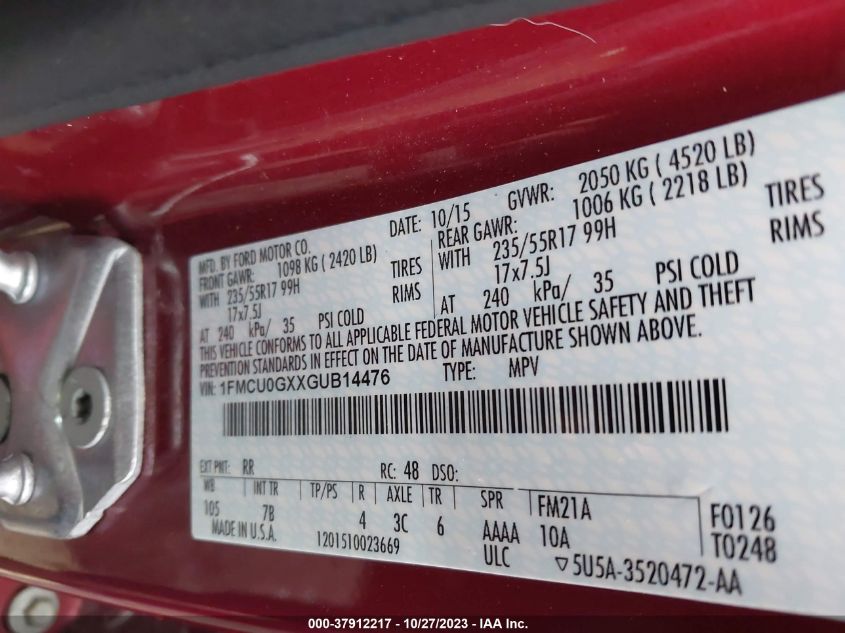 MFD. BY FORD MOTOR CO. DATE: 10/15 GVWR: 2050 KG ( 4520 LB)
FRONT GAWR: 1098 KG ( 2420 LB) REAR GAWR: 1006 KG ( 2218 LB)
WITH 235/55R17 99H TIRES WITH 235/55R17 99H TIRES
17x7.5J RIMS 17x7.5J RIMS
AT 240 kPa/ 35 PSI COLD AT 240 kPa/ 35 PSI COLD
THIS VEHICLE CONFORMS TO ALL APPLICABLE FEDERAL MOTOR VEHICLE SAFETY AND THEFT
PREVENTION STANDARDS IN EFFECT ON THE DATE OF MANUFACTURE SHOWN ABOVE.
VIN: 1FMCU0GXXGUB14476 TYPE: MPV
EXT PNT: RR RC: 48 DSO:
WB INT TR TP/PS R AXLE TR SPR FM21A F0126
105 7B 4 3C 6 AAAA 10A T0248
MADE IN U.S.A. 1201510023669 ULC ▽5U5A-3520472-AA
000-37912217 - 10/27/2023 - IAA Inc.